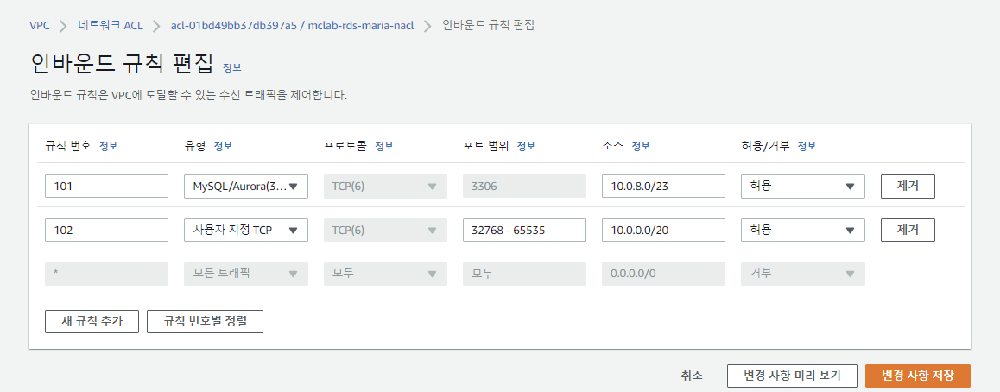 VPC > 네트워크 ACL > acl-01bd49bb37db397a5 / mclab-rds-maria-nacl > 인바운드 규칙 편집
인바운드 규칙 편집 정보
인바운드 규칙은 VPC에 도달할 수 있는 수신 트래픽을 제어합니다.
규칙 번호 정보 유형 정보 프로토콜 정보 포트 범위 정보 소스 정보 허용/거부 정보
101 MySQL/Aurora(3... TCP(6) 3306 10.0.8.0/23 허용 제거
102 사용자 지정 TCP TCP(6) 32768 - 65535 10.0.0.0/20 허용 제거
* 모든 트래픽 모두 모두 0.0.0.0/0 거부
새 규칙 추가 규칙 번호별 정렬
취소 변경 사항 미리 보기 변경 사항 저장